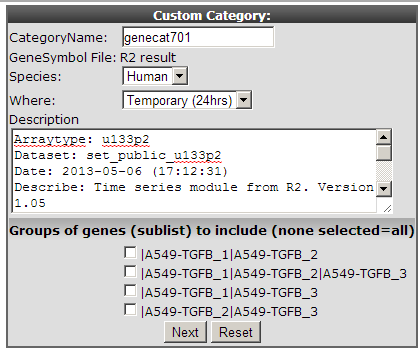 Custom Category:
CategoryName: genecat701
GeneSymbol File: R2 result
Species: Human
Where: Temporary (24hrs)
Description
Arraytype: u133p2
Dataset: set_public_u133p2
Date: 2013-05-06 (17:12:31)
Describe: Time series module from R2. Version
1.05
Groups of genes (sublist) to include (none selected=all)
|A549-TGFB_1|A549-TGFB_2
|A549-TGFB_1|A549-TGFB_2|A549-TGFB_3
|A549-TGFB_1|A549-TGFB_3
|A549-TGFB_2|A549-TGFB_3
Next Reset